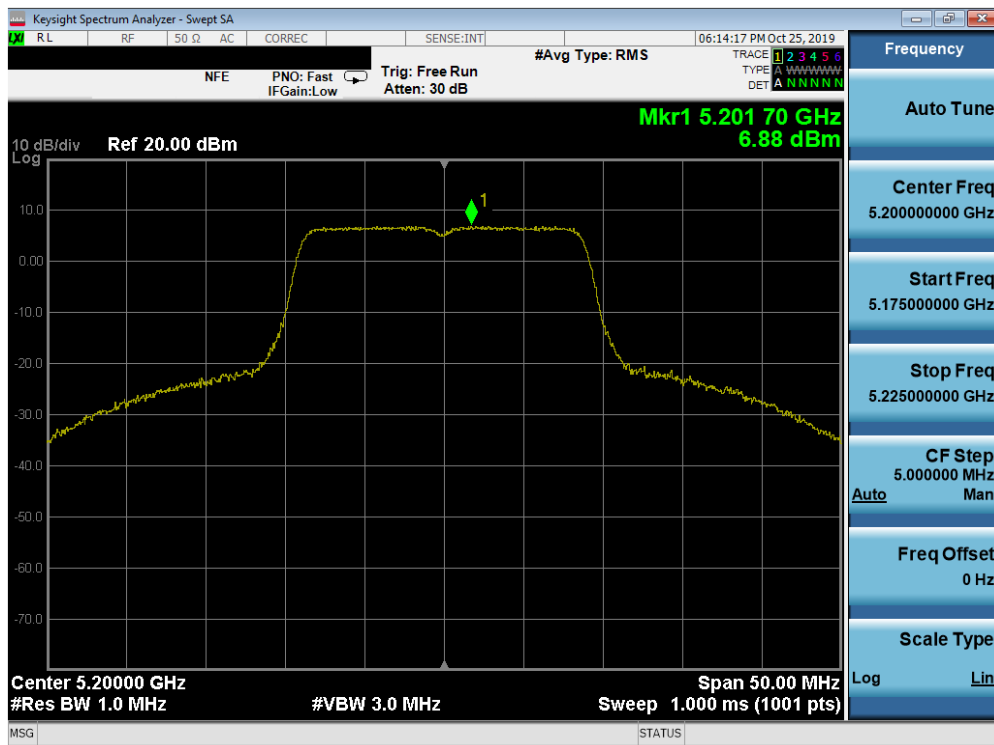 Keysight Spectrum Analyzer - Swept SA
LXI RL RF 50 Ω AC CORREC SENSE:INT 06:14:17 PM Oct 25, 2019
#Avg Type: RMS TRACE 1 2 3 4 5 6
NFE PNO: Fast Trig: Free Run TYPE A WWWWW
IFGain:Low Atten: 30 dB DET A N N N N N
Mkr1 5.201 70 GHz
6.88 dBm
10 dB/div Ref 20.00 dBm
Log
1
10.0
0.00
-10.0
-20.0
-30.0
-40.0
-50.0
-60.0
-70.0
Center 5.20000 GHz Span 50.00 MHz
#Res BW 1.0 MHz #VBW 3.0 MHz Sweep 1.000 ms (1001 pts)
MSG STATUS
Frequency
Auto Tune
Center Freq
5.200000000 GHz
Start Freq
5.175000000 GHz
Stop Freq
5.225000000 GHz
CF Step
5.000000 MHz
Auto Man
Freq Offset
0 Hz
Scale Type
Log Lin